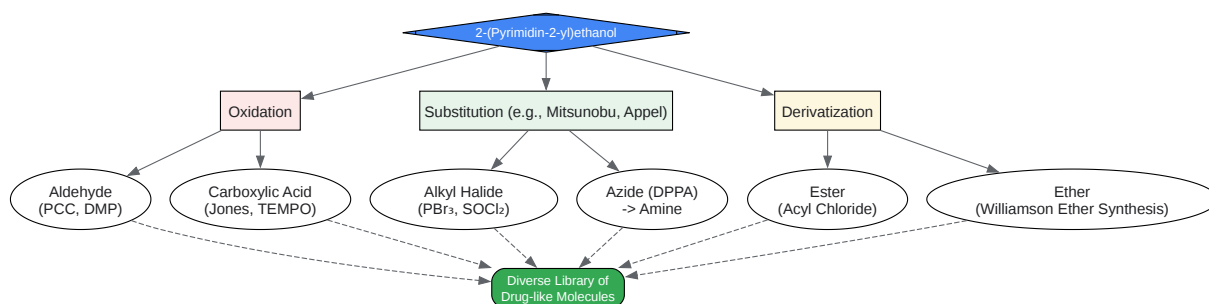 2-(Pyrimidin-2-yl)ethanol
Oxidation
Substitution (e.g., Mitsunobu, Appel)
Derivatization
Aldehyde
(PCC, DMP)
Carboxylic Acid
(Jones, TEMPO)
Alkyl Halide
(PBr₃, SOCl₂)
Azide (DPPA)
-> Amine
Ester
(Acyl Chloride)
Ether
(Williamson Ether Synthesis)
Diverse Library of
Drug-like Molecules